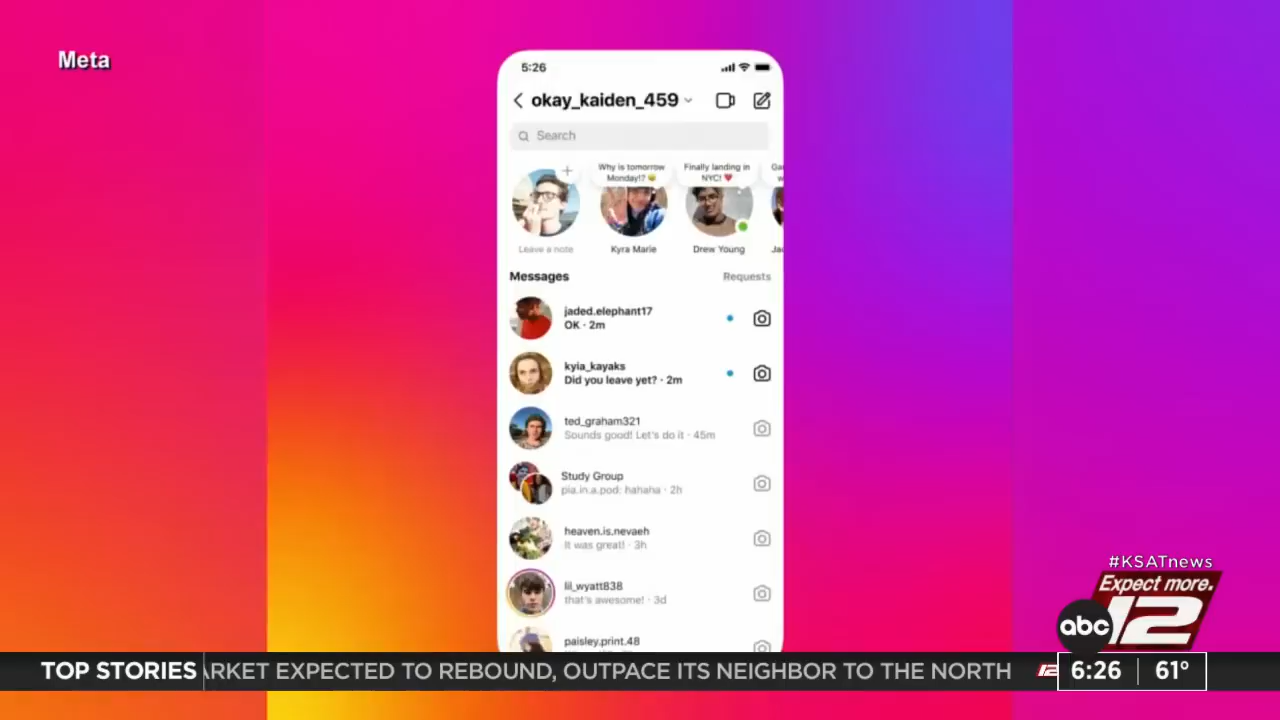 Meta
5:26
okay_kaiden_459
Search
Why is tomorrow
Monday!? 😩
Finally landing in
NYC! ❤️
Leave a note
Kyra Marie
Drew Young
Messages
Requests
jaded.elephant17
OK · 2m
kyia_kayaks
Did you leave yet? · 2m
ted_graham321
Sounds good! Let's do it · 45m
Study Group
pia.in.a.pod: hahaha · 2h
heaven.is.nevaeh
It was great! · 3h
lil_wyatt838
that's awesome! · 3d
paisley.print.48
#KSATnews
Expect more.
abc 12
TOP STORIES
ARKET EXPECTED TO REBOUND, OUTPACE ITS NEIGHBOR TO THE NORTH
12
6:26
61°